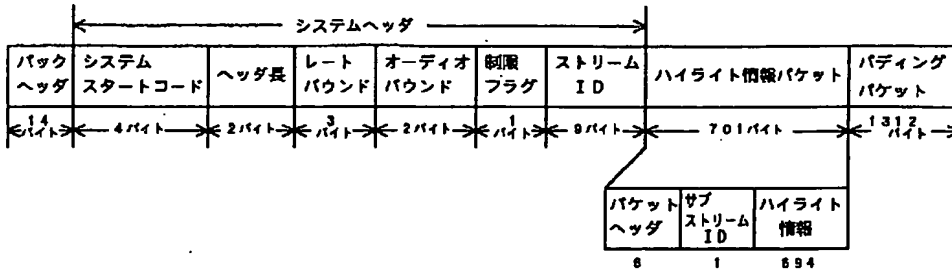 システムヘッダ
パック
ヘッダ
システム
スタートコード
ヘッダ長
レート
バウンド
オーディオ
バウンド
制限
フラグ
ストリーム
ID
ハイライト情報パケット
パディング
パケット
14
バイト
4バイト
2バイト
3
バイト
2バイト
1
バイト
9バイト
701バイト
1312
バイト
パケット
ヘッダ
サブ
ストリーム
ID
ハイライト
情報
6
1
694